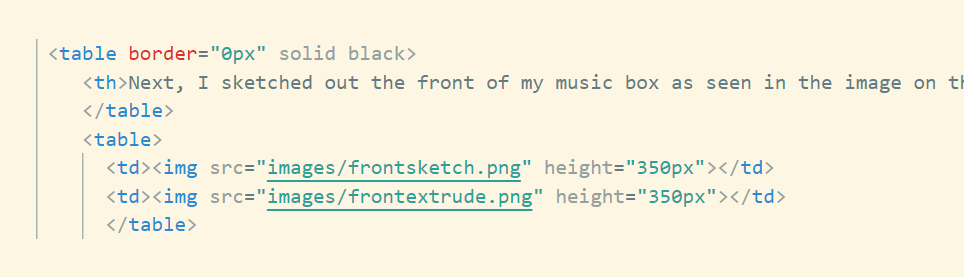 <table border="0px" solid black>
<th>Next, I sketched out the front of my music box as seen in the image on
</table>
<table>
<td><img src="images/frontsketch.png" height="350px"></td>
<td><img src="images/frontextrude.png" height="350px"></td>
</table>